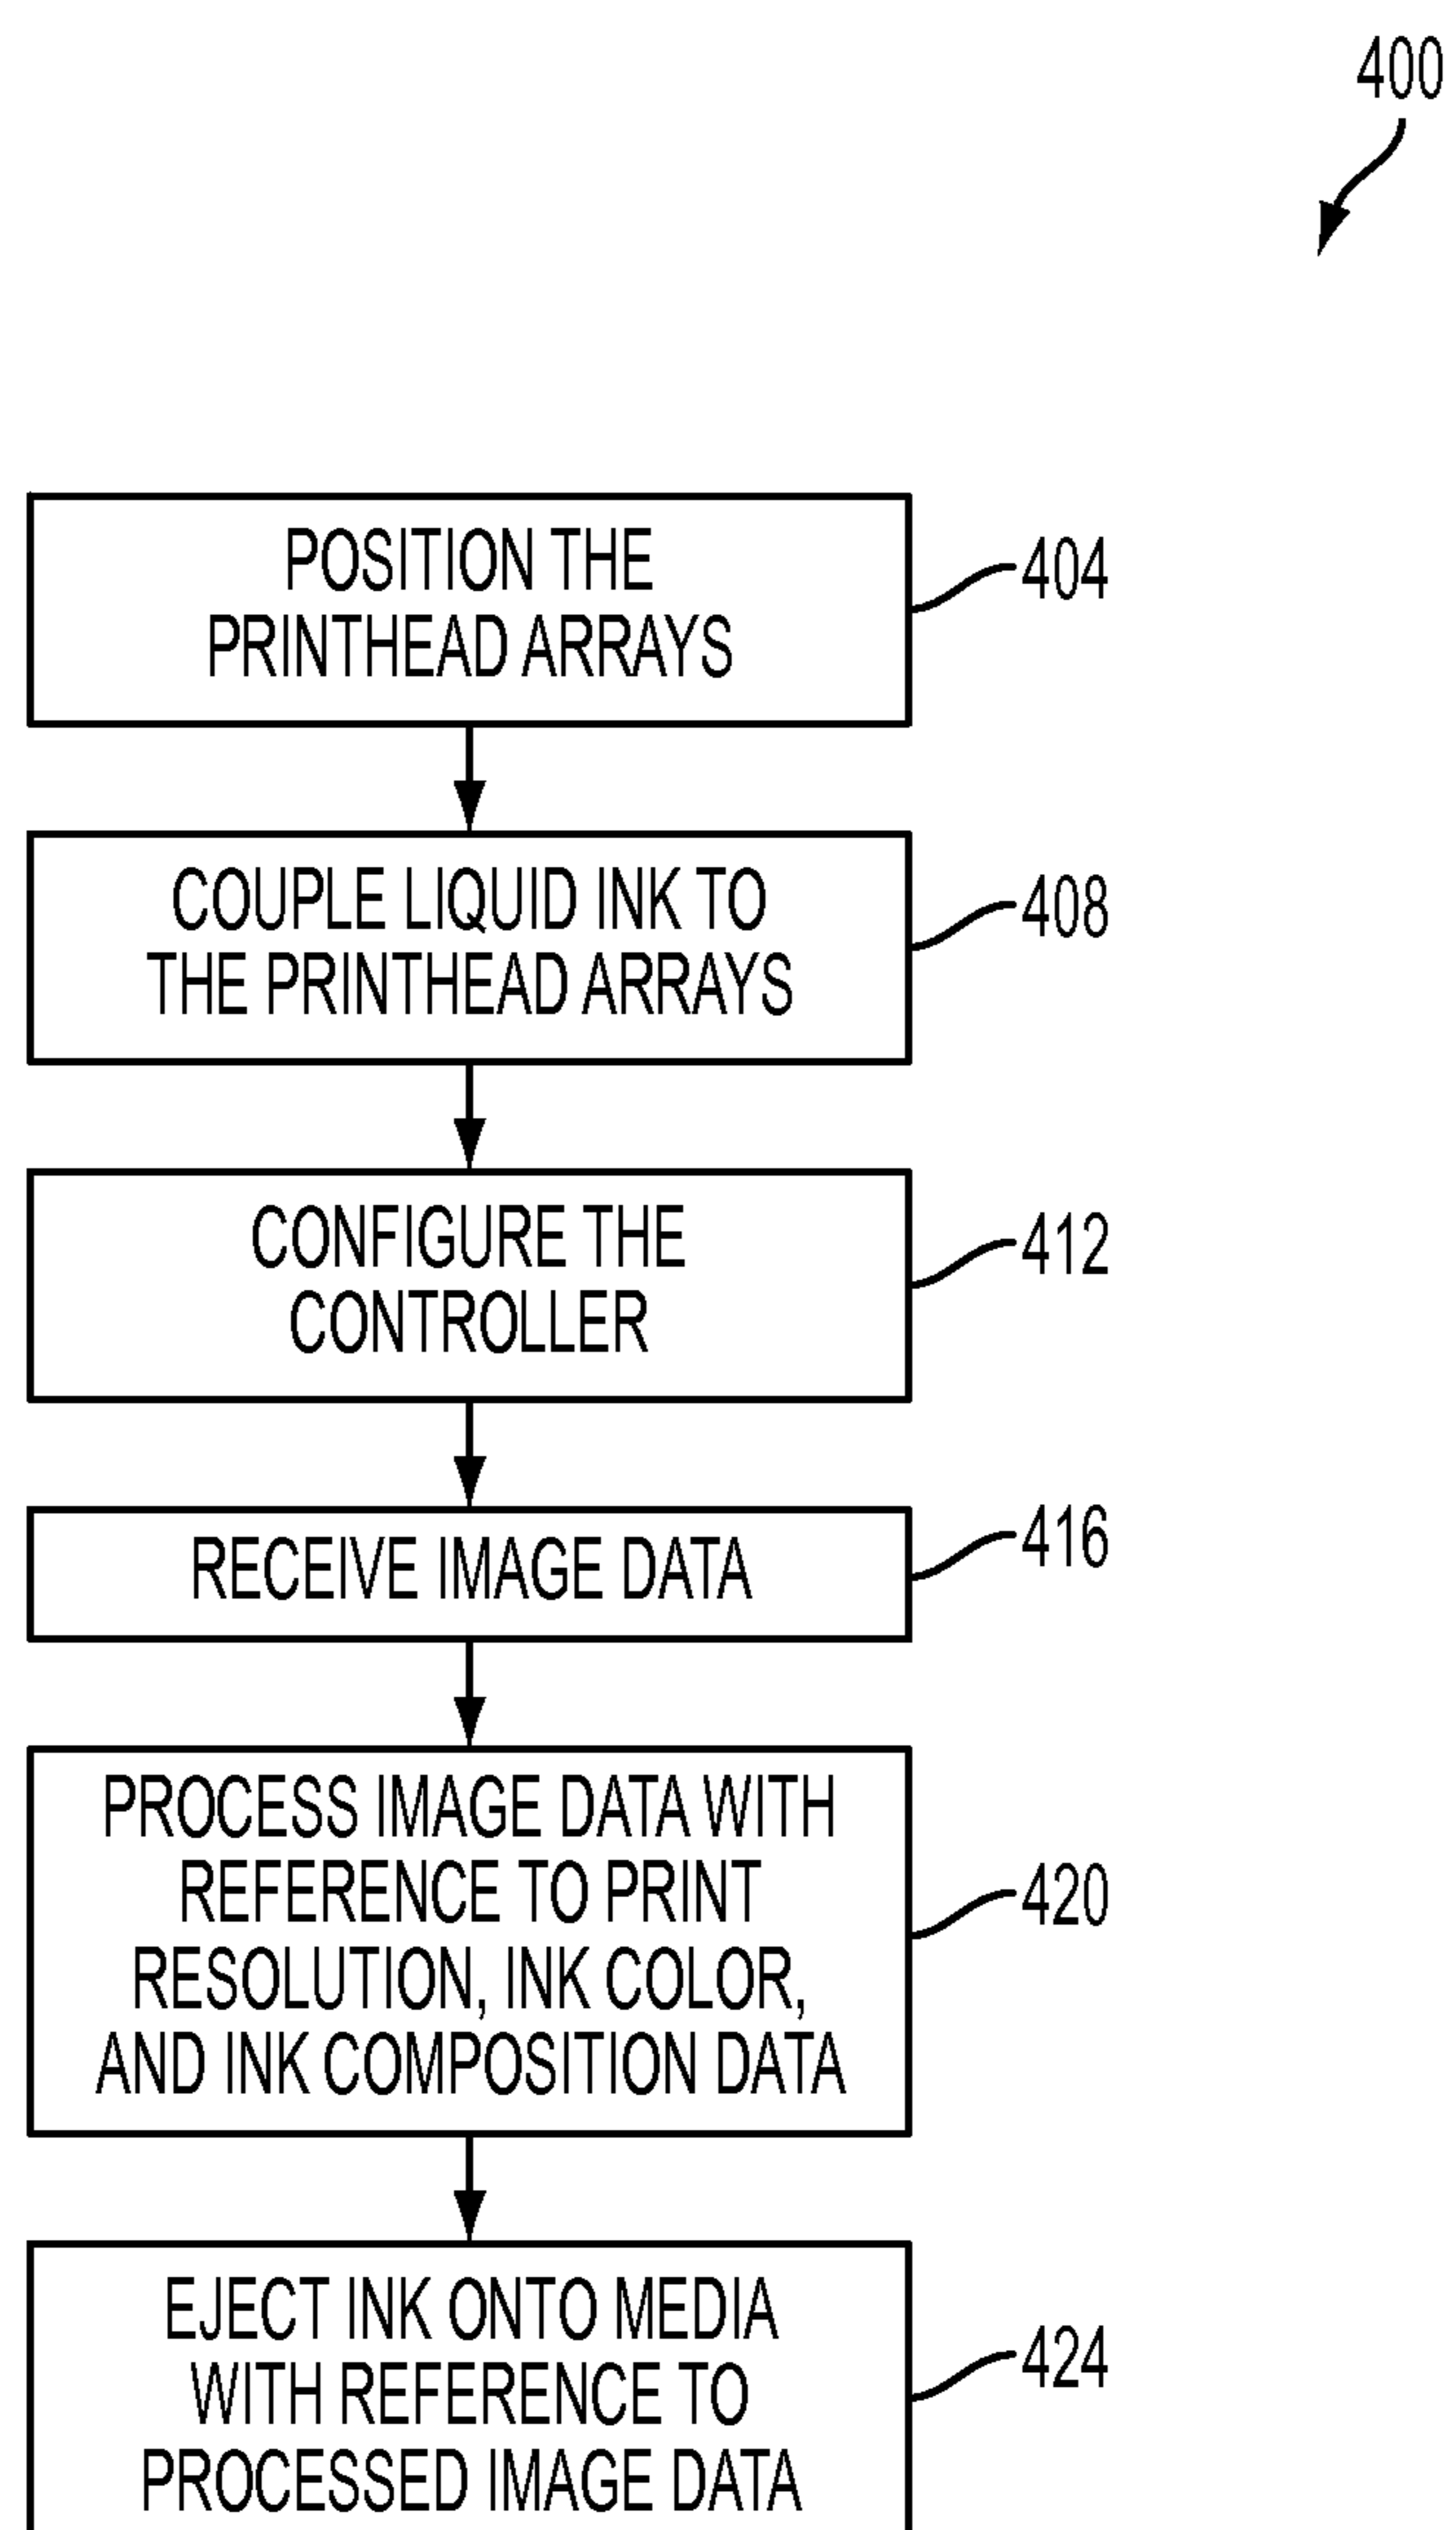 400
POSITION THE
PRINTHEAD ARRAYS
404
COUPLE LIQUID INK TO
THE PRINTHEAD ARRAYS
408
CONFIGURE THE
CONTROLLER
412
RECEIVE IMAGE DATA
416
PROCESS IMAGE DATA WITH
REFERENCE TO PRINT
RESOLUTION, INK COLOR,
AND INK COMPOSITION DATA
420
EJECT INK ONTO MEDIA
WITH REFERENCE TO
PROCESSED IMAGE DATA
424